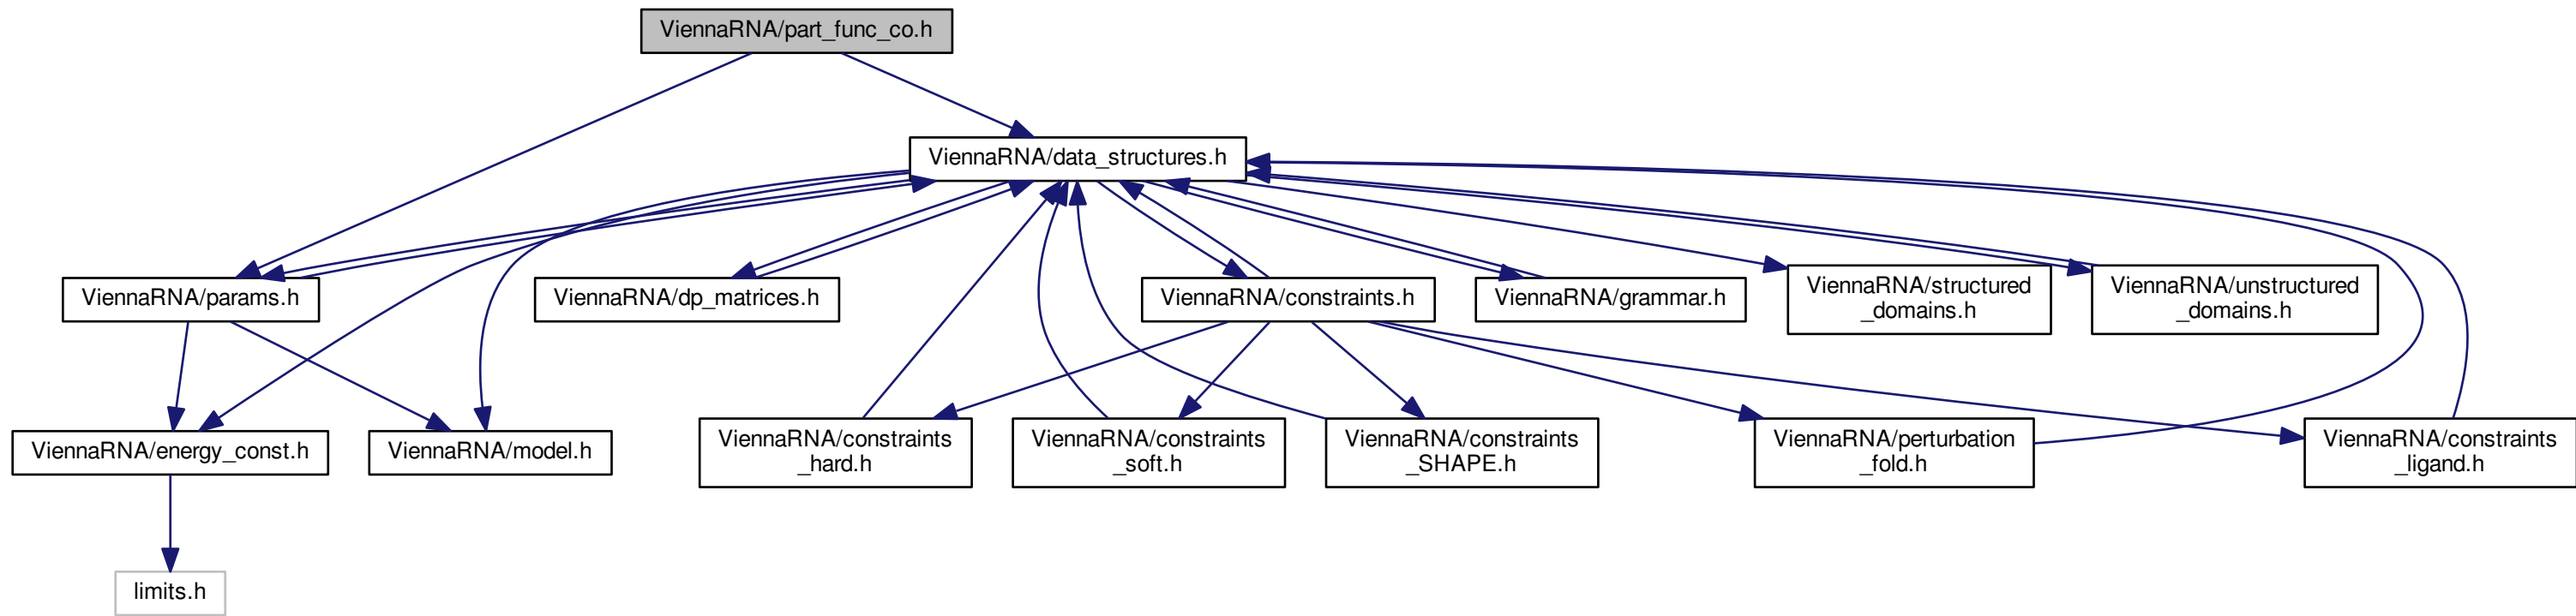 ViennaRNA/part_func_co.h
ViennaRNA/data_structures.h
ViennaRNA/params.h
ViennaRNA/dp_matrices.h
ViennaRNA/constraints.h
ViennaRNA/grammar.h
ViennaRNA/structured
_domains.h
ViennaRNA/unstructured
_domains.h
ViennaRNA/energy_const.h
ViennaRNA/model.h
ViennaRNA/constraints
_hard.h
ViennaRNA/constraints
_soft.h
ViennaRNA/constraints
_SHAPE.h
ViennaRNA/perturbation
_fold.h
ViennaRNA/constraints
_ligand.h
limits.h